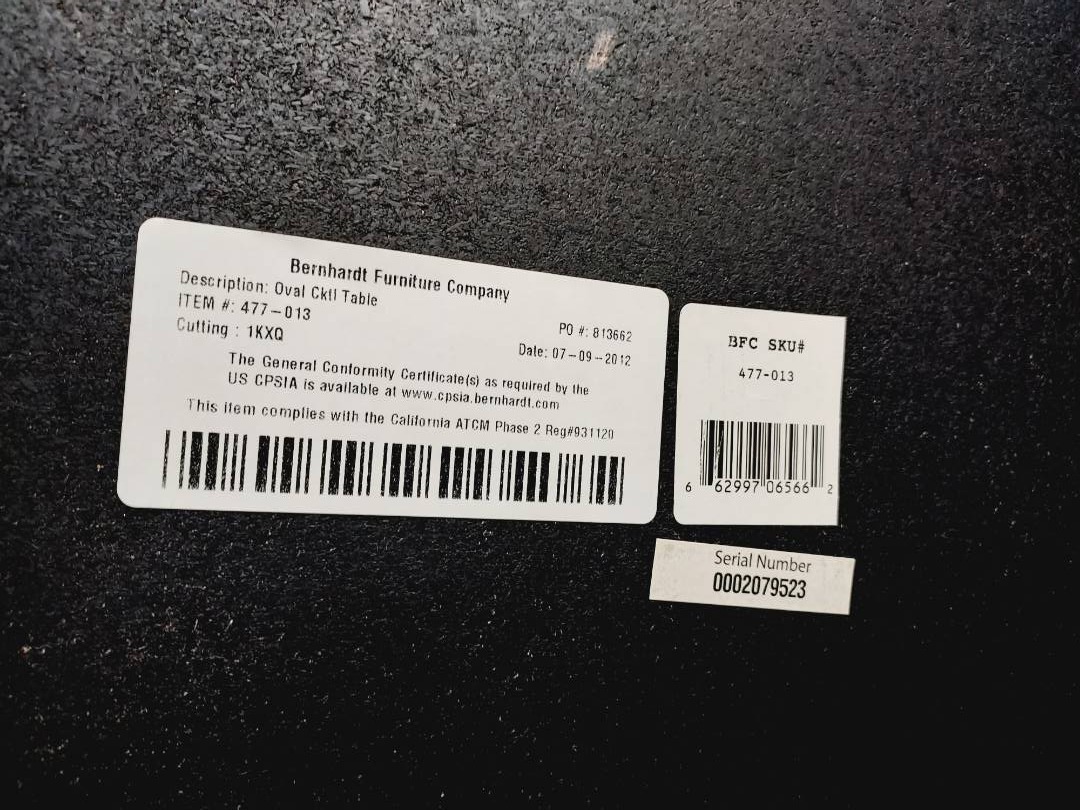 Bernhardt Furniture Company
Description: Oval Cktl Table
ITEM #: 477-013
PO #: 813662
Cutting : 1KXQ
Date: 07-09-2012
The General Conformity Certificate(s) as required by the
US CPSIA is available at www.cpsia.bernhardt.com
This item complies with the California ATCM Phase 2 Reg#931120
BFC SKU#
477-013
6 62997 06566 2
Serial Number
0002079523